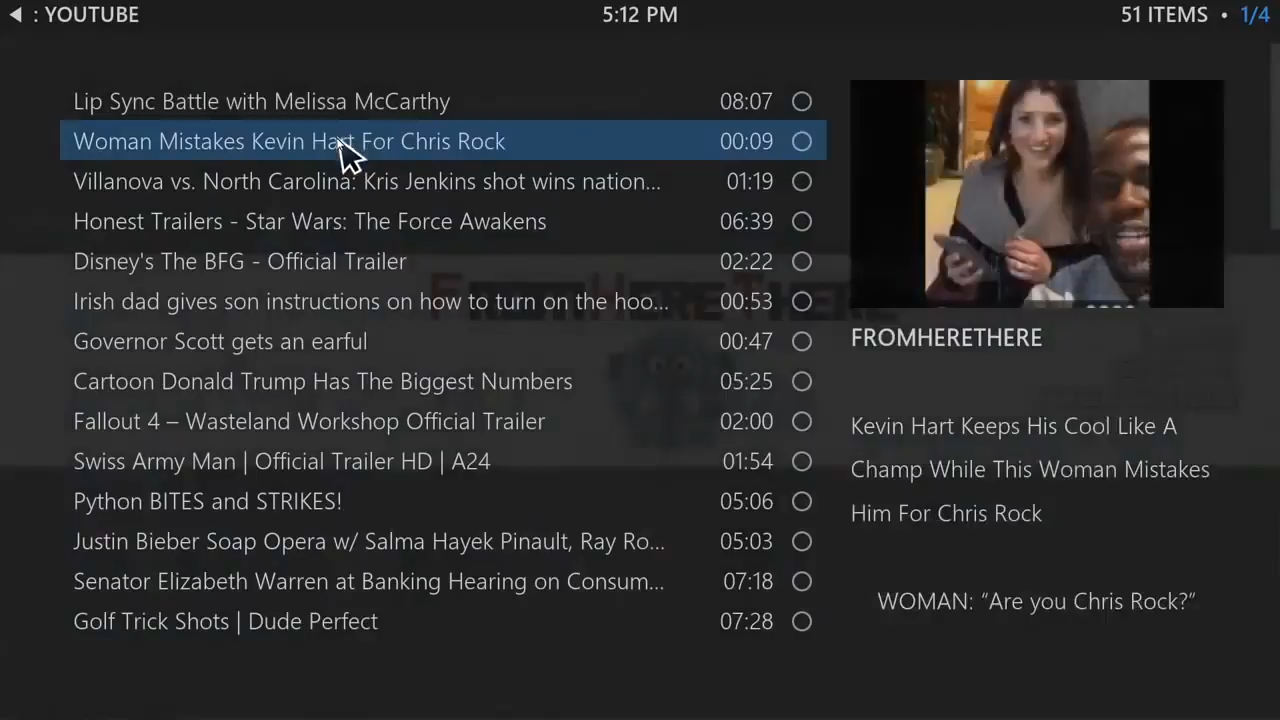 : YOUTUBE
5:12 PM
51 ITEMS • 1/4
Lip Sync Battle with Melissa McCarthy 08:07
Woman Mistakes Kevin Hart For Chris Rock 00:09
Villanova vs. North Carolina: Kris Jenkins shot wins nation... 01:19
Honest Trailers - Star Wars: The Force Awakens 06:39
Disney's The BFG - Official Trailer 02:22
Irish dad gives son instructions on how to turn on the hoo... 00:53
Governor Scott gets an earful 00:47
Cartoon Donald Trump Has The Biggest Numbers 05:25
Fallout 4 – Wasteland Workshop Official Trailer 02:00
Swiss Army Man | Official Trailer HD | A24 01:54
Python BITES and STRIKES! 05:06
Justin Bieber Soap Opera w/ Salma Hayek Pinault, Ray Ro... 05:03
Senator Elizabeth Warren at Banking Hearing on Consum... 07:18
Golf Trick Shots | Dude Perfect 07:28
FROMHERETHERE
Kevin Hart Keeps His Cool Like A
Champ While This Woman Mistakes
Him For Chris Rock
WOMAN: “Are you Chris Rock?”
FROMHERETHERE